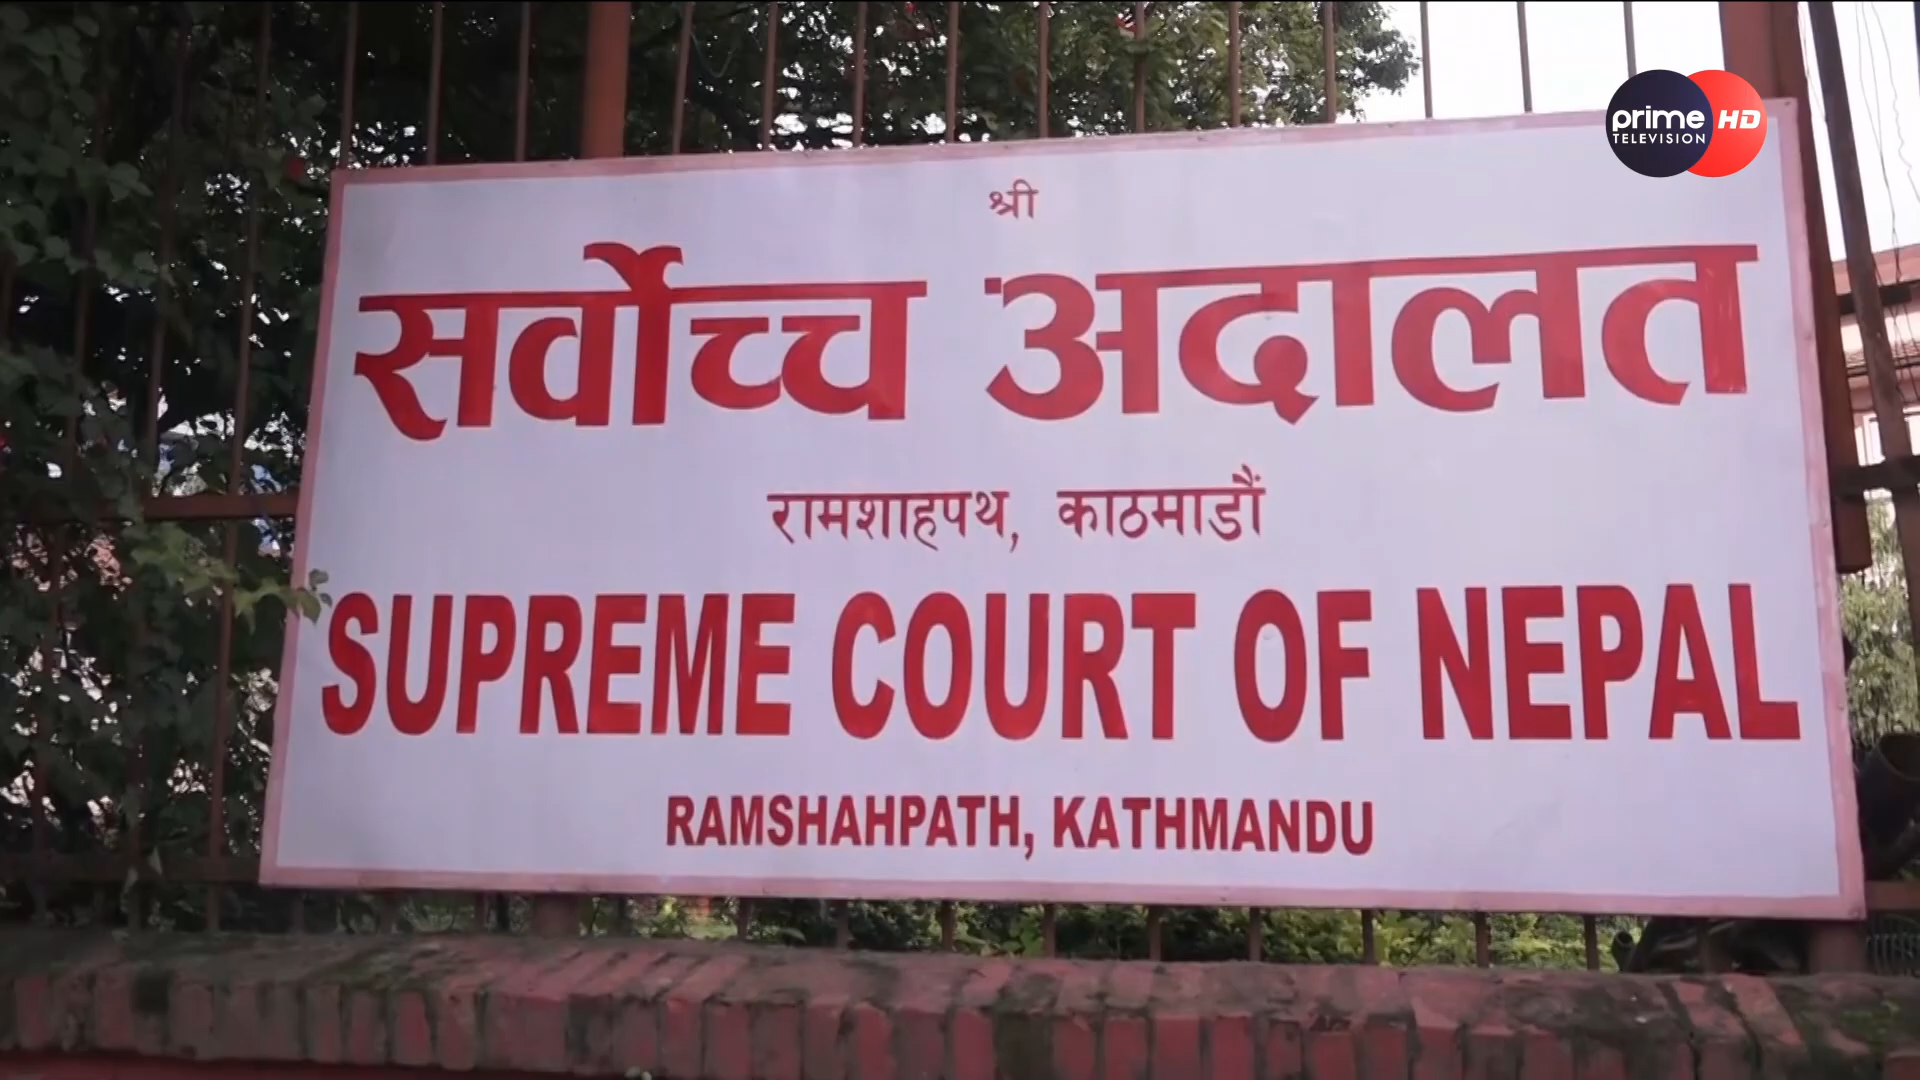 prime HD
TELEVISION
श्री
सर्वोच्च अदालत
रामशाहपथ, काठमाडौं
SUPREME COURT OF NEPAL
RAMSHAHPATH, KATHMANDU